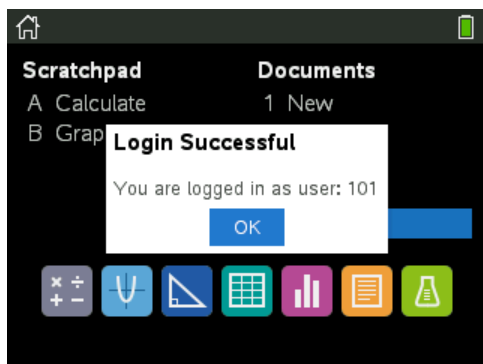 Scratchpad Documents
A Calculate 1 New
B Grap
Login Successful
You are logged in as user: 101
OK